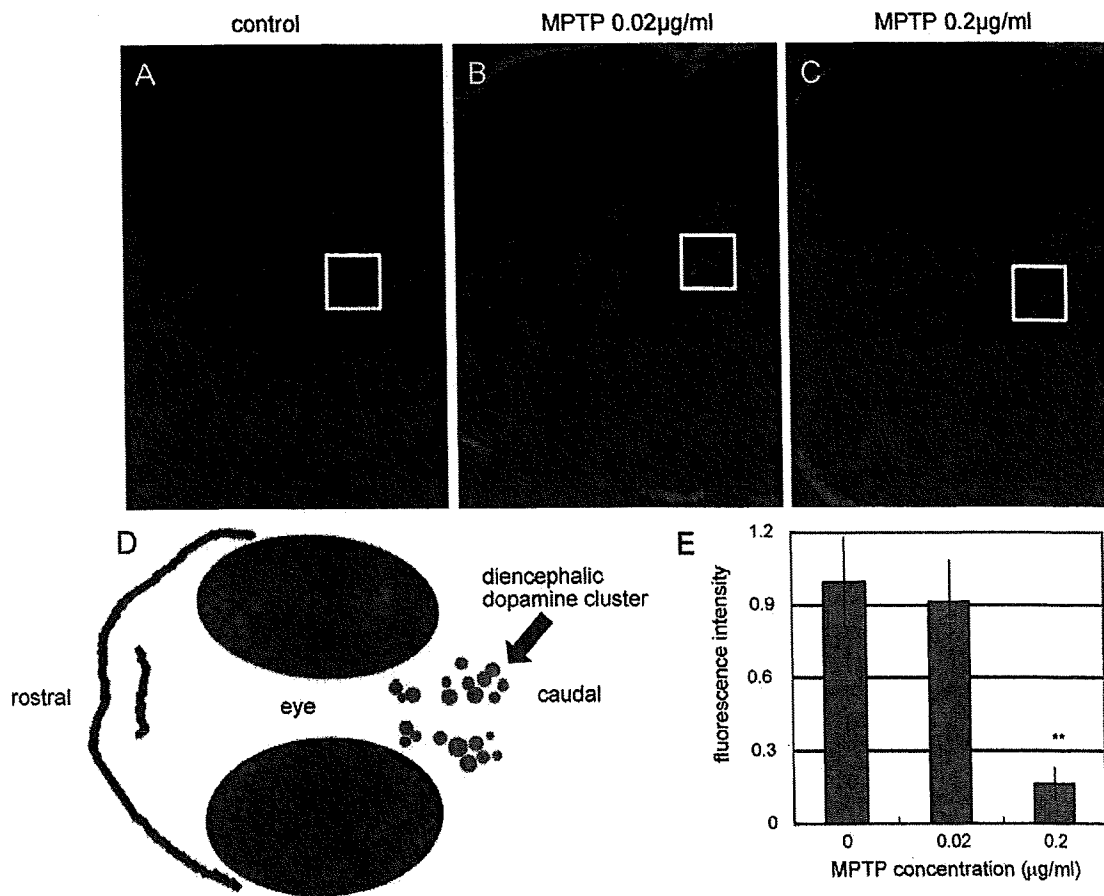 control
MPTP 0.02µg/ml
MPTP 0.2µg/ml
A
B
C
D
diencephalic
dopamine cluster
rostral
eye
caudal
E
fluorescence intensity
1.2
0.9
0.6
0.3
0
**
0
0.02
0.2
MPTP concentration (µg/ml)